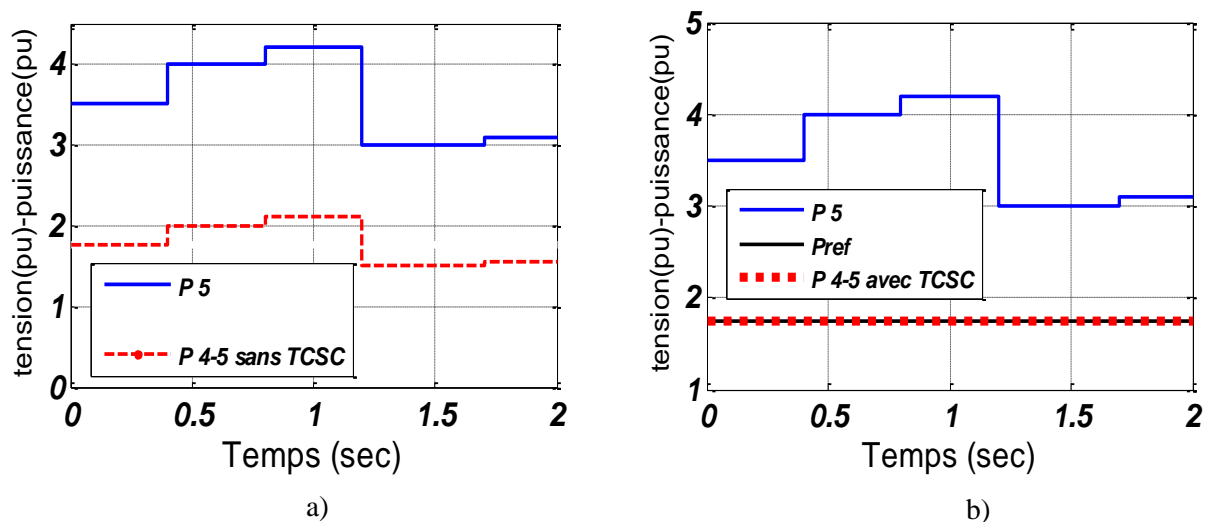 tension(pu)-puissance(pu)
4
3
2
1
0
P 5
P 4-5 sans TCSC
0
0.5
1
1.5
2
Temps (sec)
a)
tension(pu)-puissance(pu)
5
4
3
2
1
P 5
Pref
P 4-5 avec TCSC
0
0.5
1
1.5
2
Temps (sec)
b)